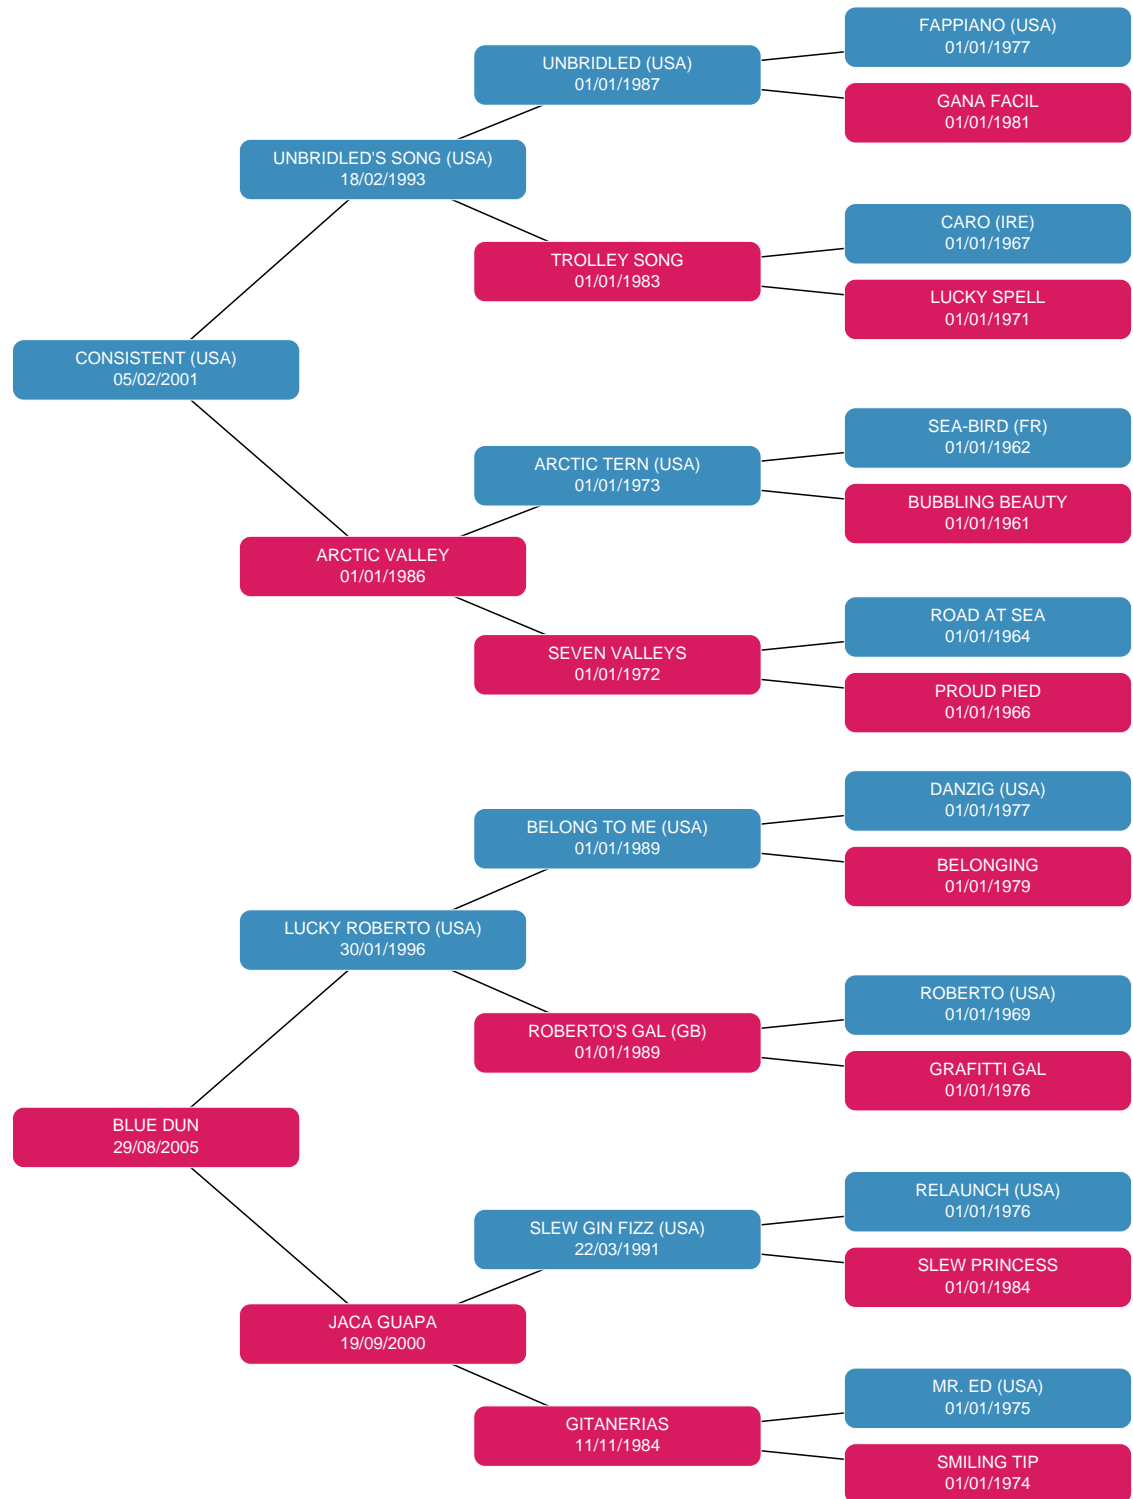 FAPPIANO (USA)
01/01/1977
UNBRIDLED (USA)
01/01/1987
GANA FACIL
01/01/1981
UNBRIDLED'S SONG (USA)
18/02/1993
CARO (IRE)
01/01/1967
TROLLEY SONG
01/01/1983
LUCKY SPELL
01/01/1971
CONSISTENT (USA)
05/02/2001
SEA-BIRD (FR)
01/01/1962
ARCTIC TERN (USA)
01/01/1973
BUBBLING BEAUTY
01/01/1961
ARCTIC VALLEY
01/01/1986
ROAD AT SEA
01/01/1964
SEVEN VALLEYS
01/01/1972
PROUD PIED
01/01/1966
DANZIG (USA)
01/01/1977
BELONG TO ME (USA)
01/01/1989
BELONGING
01/01/1979
LUCKY ROBERTO (USA)
30/01/1996
ROBERTO (USA)
01/01/1969
ROBERTO'S GAL (GB)
01/01/1989
GRAFITTI GAL
01/01/1976
BLUE DUN
29/08/2005
RELAUNCH (USA)
01/01/1976
SLEW GIN FIZZ (USA)
22/03/1991
SLEW PRINCESS
01/01/1984
JACA GUAPA
19/09/2000
MR. ED (USA)
01/01/1975
GITANERIAS
11/11/1984
SMILING TIP
01/01/1974